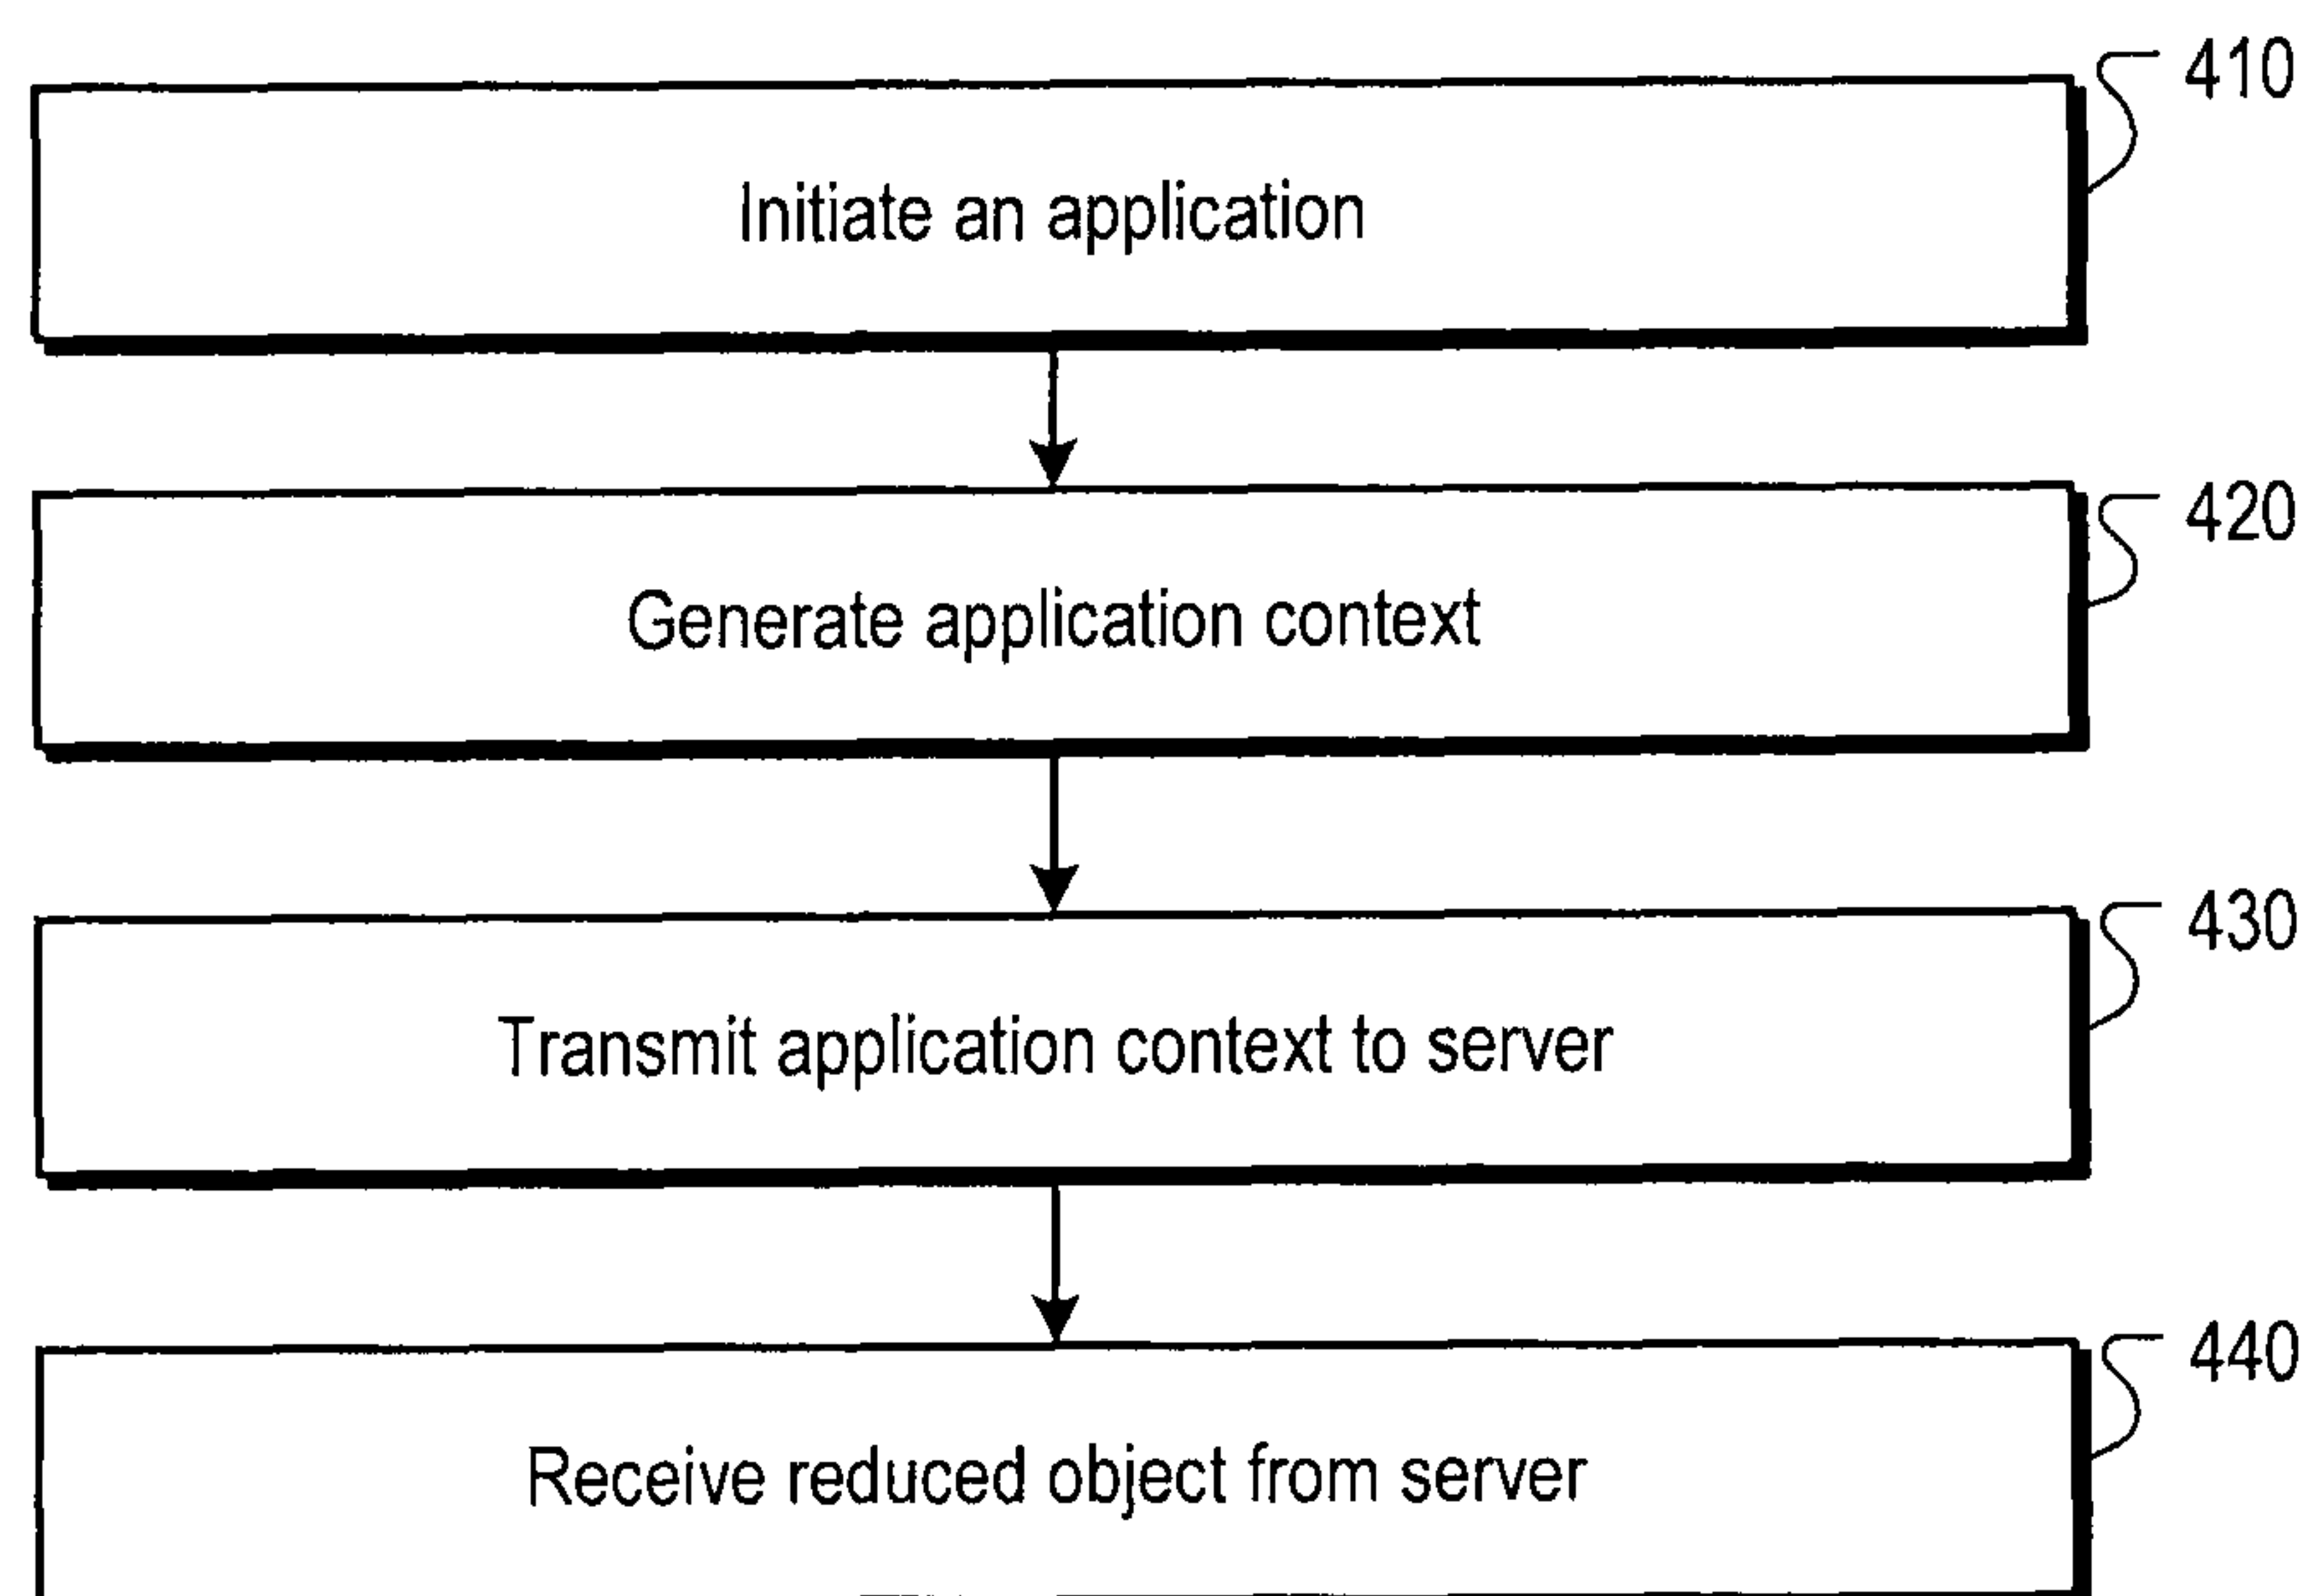 410
Initiate an application
420
Generate application context
430
Transmit application context to server
440
Receive reduced object from server